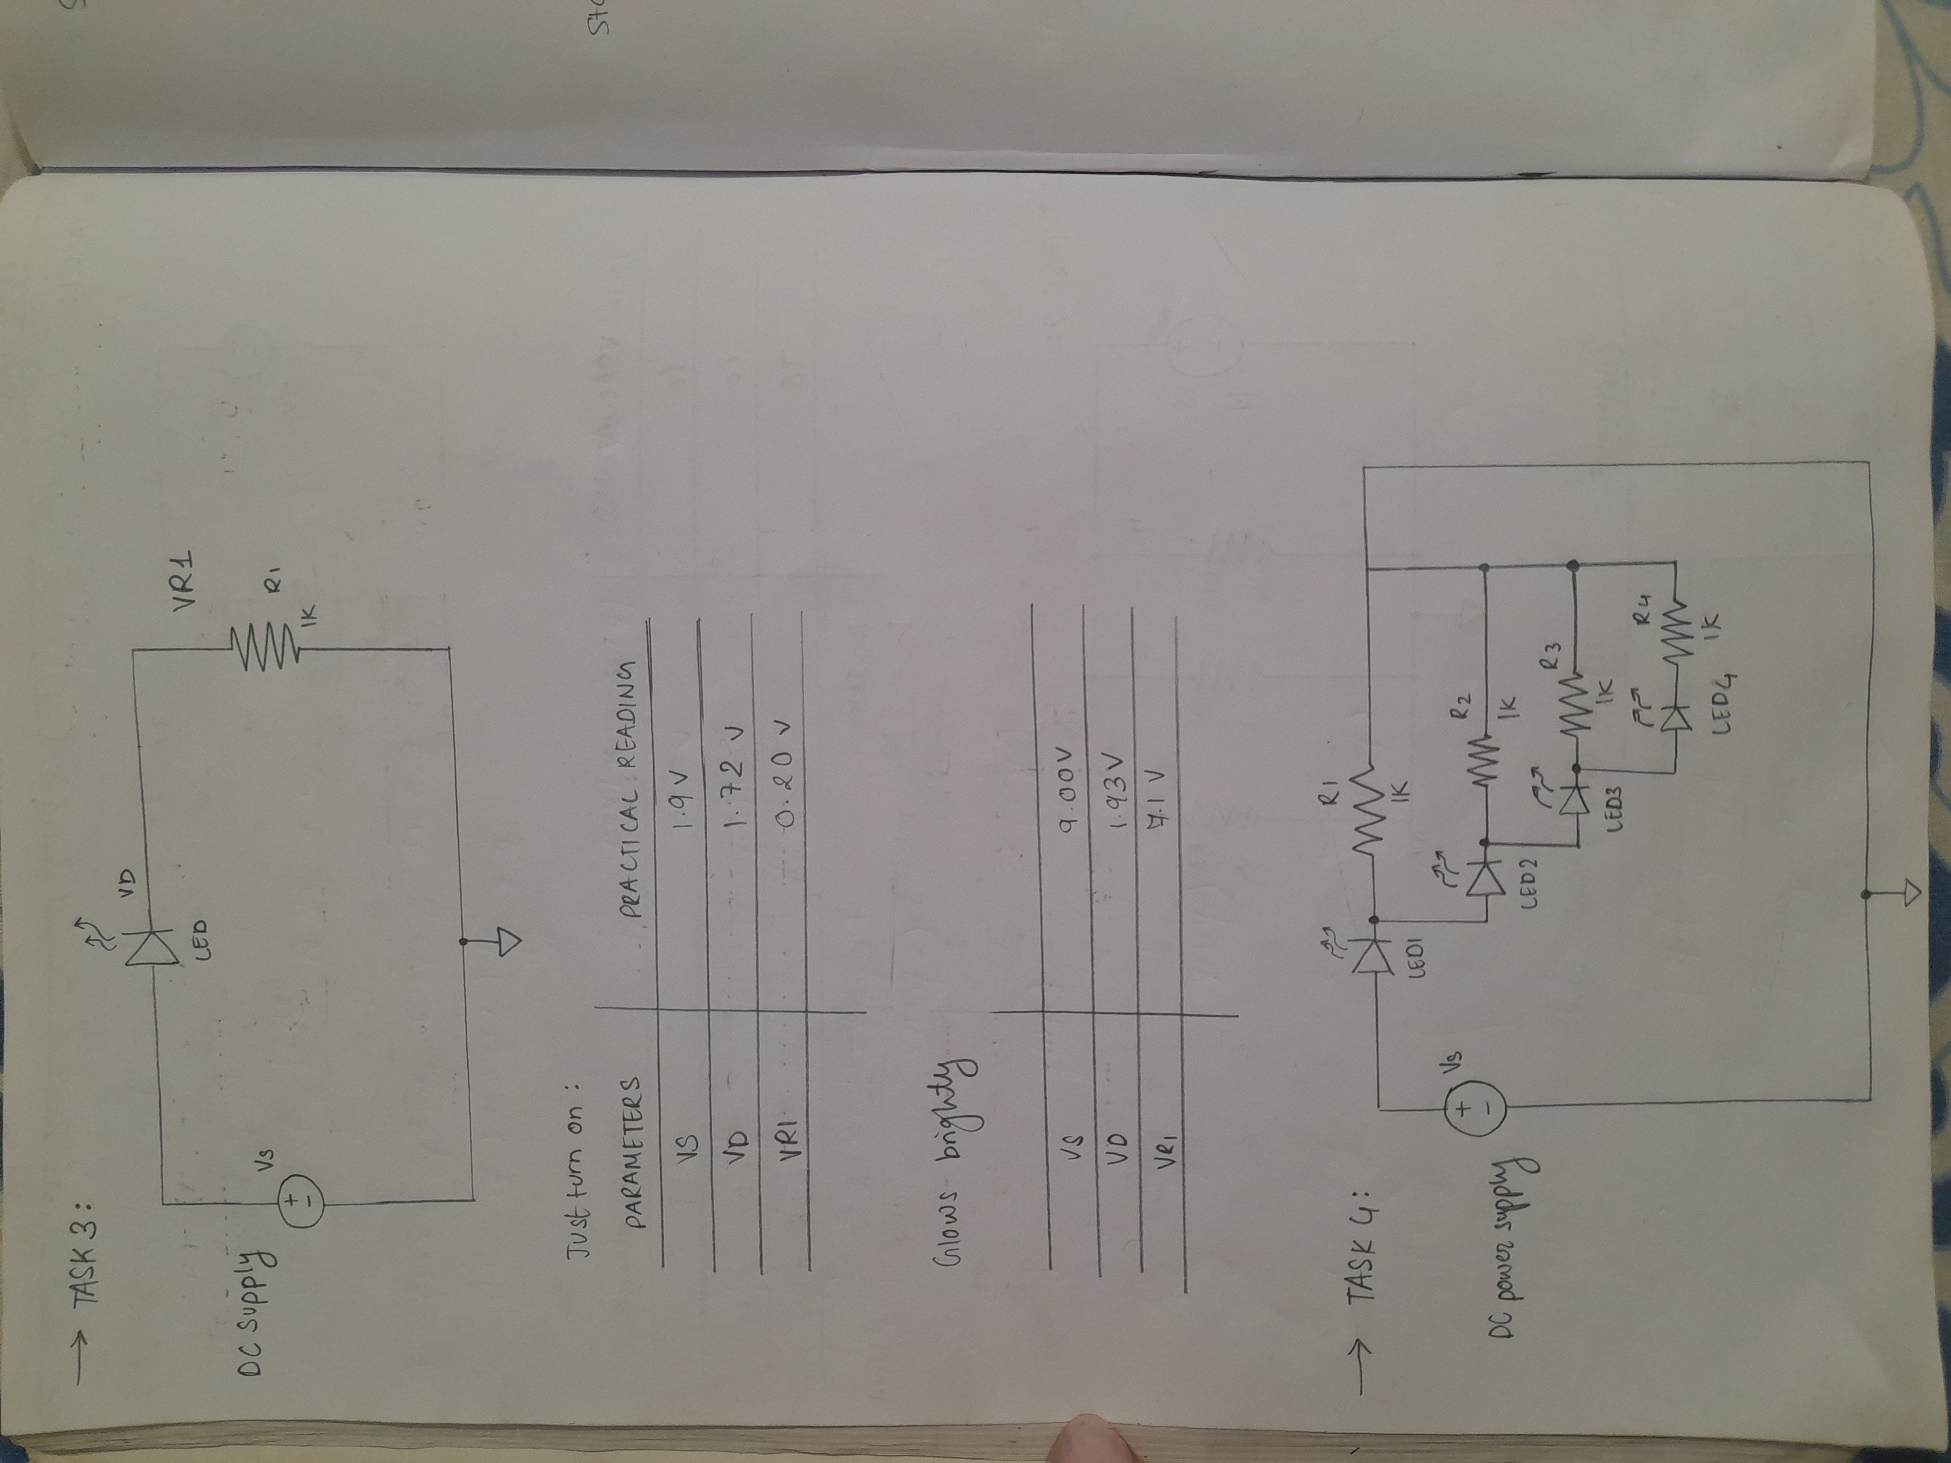 → TASK 3:
VD
LED
VR1
R1
1K
DC Supply
Vs
+
-
Just turn on :
PARAMETERS PRACTICAL READING
VS 1.9 V
VD 1.72 V
VR1 0.20 V
Glows brightly
VS 9.00V
VD 1.93 V
VR1 7.1 V
→ TASK 4:
DC power supply
Vs
+
-
LED1
R1
1K
LED2
R2
1K
LED3
R3
1K
LED4
R4
1K